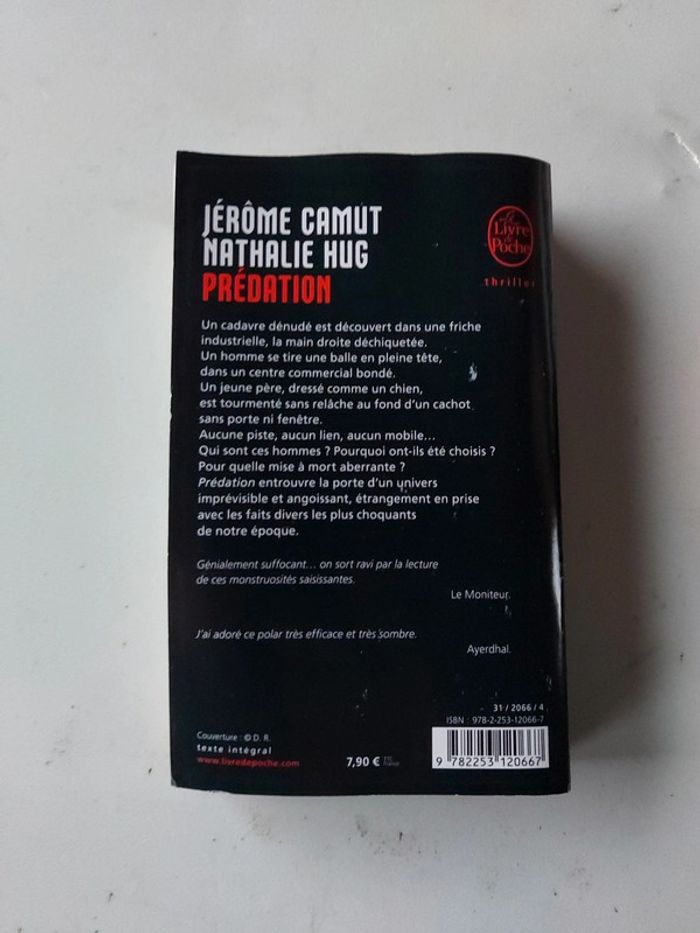 JÉRÔME CAMUT
NATHALIE HUG
PRÉDATION
Le
Livre
de
Poche
thriller
Un cadavre dénudé est découvert dans une friche
industrielle, la main droite déchiquetée.
Un homme se tire une balle en pleine tête,
dans un centre commercial bondé.
Un jeune père, dressé comme un chien,
est tourmenté sans relâche au fond d'un cachot
sans porte ni fenêtre.
Aucune piste, aucun lien, aucun mobile...
Qui sont ces hommes ? Pourquoi ont-ils été choisis ?
Pour quelle mise à mort aberrante ?
Prédation entrouvre la porte d'un univers
imprévisible et angoissant, étrangement en prise
avec les faits divers les plus choquants
de notre époque.
Génialement suffocant... on sort ravi par la lecture
de ces monstruosités saisissantes.
Le Moniteur.
J'ai adoré ce polar très efficace et très sombre.
Ayerdhal.
31 / 2066 / 4
ISBN : 978-2-253-12066-7
Couverture : © D. R.
texte intégral
www.livredepoche.com
7,90 € TTC
France
9 782253 120667